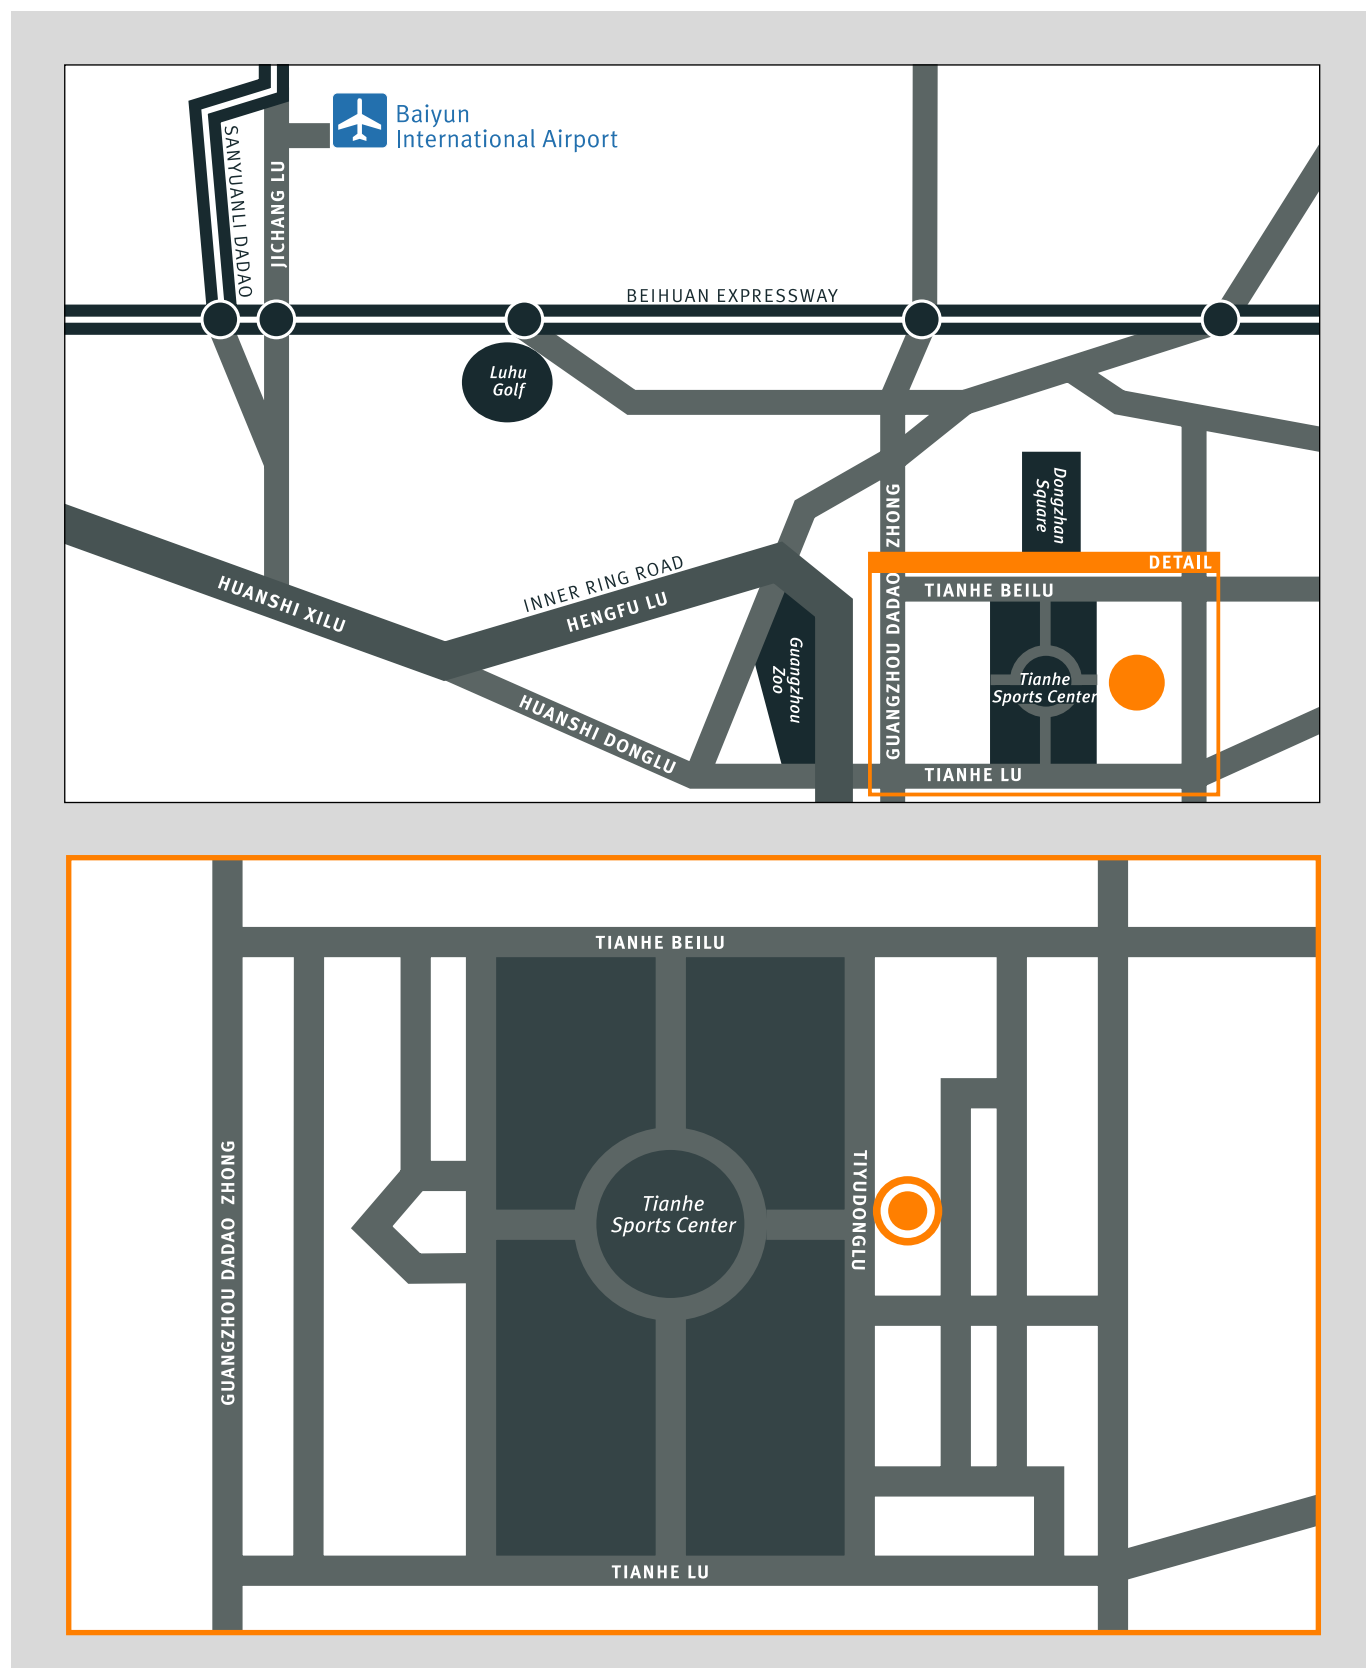 Baiyun
International Airport
SANYUANLI DADAO
JICHANG LU
BEIHUAN EXPRESSWAY
Luhu
Golf
Dongzhan
Square
GUANGZHOU DADAO ZHONG
DETAIL
HUANSHI XILU
INNER RING ROAD
HENGFU LU
TIANHE BEILU
Guangzhou
Zoo
Tianhe
Sports Center
HUANSHI DONGLU
TIANHE LU
TIANHE BEILU
GUANGZHOU DADAO ZHONG
TIYUDONGLU
Tianhe
Sports Center
TIANHE LU